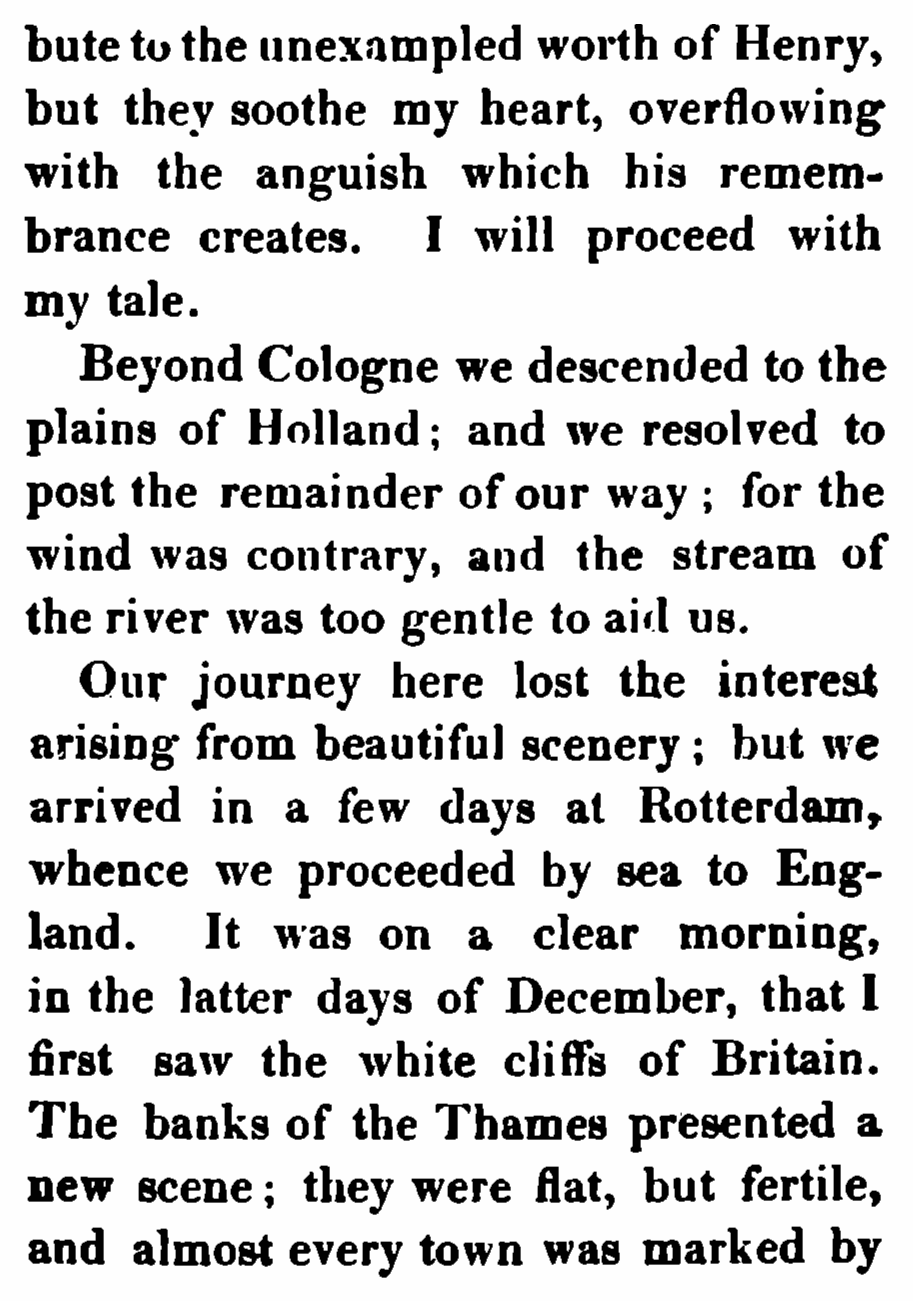 bute to the unexampled worth of Henry,
but they soothe my heart, overflowing
with the anguish which his remem-
brance creates. I will proceed with
my tale.
Beyond Cologne we descended to the
plains of Holland; and we resolved to
post the remainder of our way; for the
wind was contrary, and the stream of
the river was too gentle to aid us.
Our journey here lost the interest
arising from beautiful scenery; but we
arrived in a few days at Rotterdam,
whence we proceeded by sea to Eng-
land. It was on a clear morning,
in the latter days of December, that I
first saw the white cliffs of Britain.
The banks of the Thames presented a
new scene; they were flat, but fertile,
and almost every town was marked by